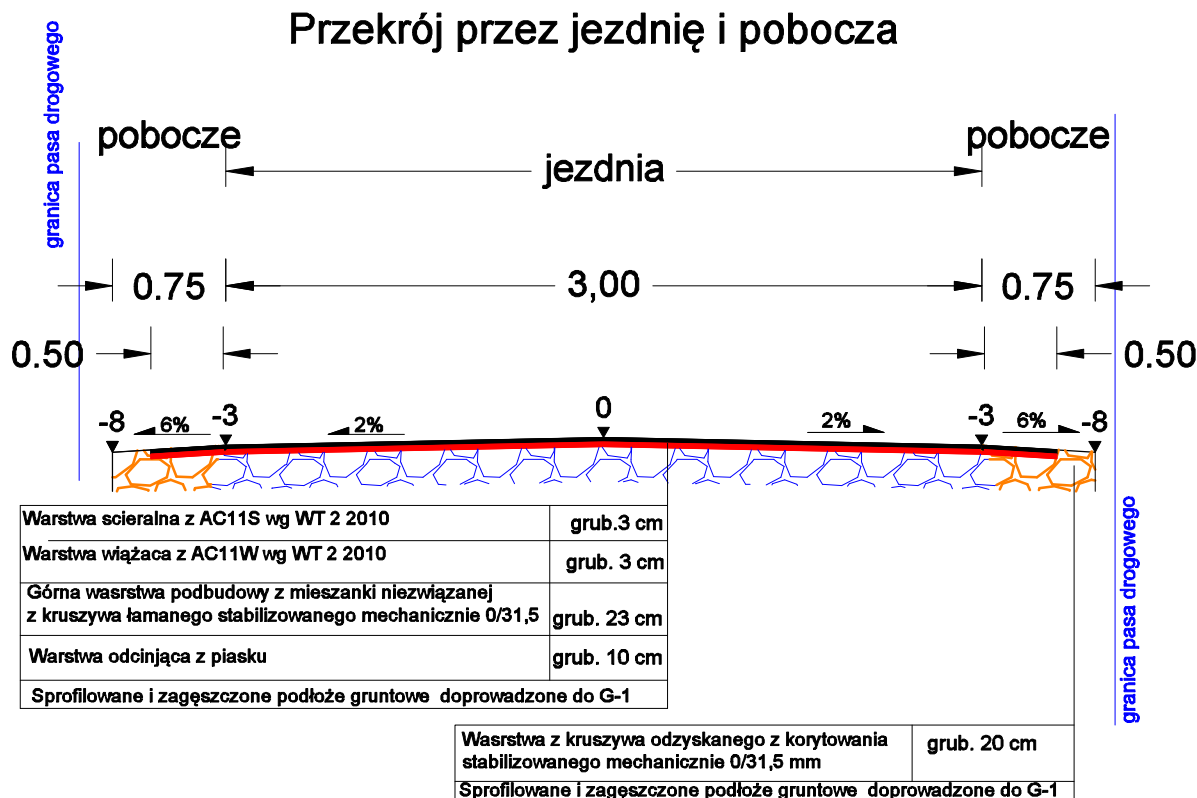 Przekrój przez jezdnię i pobocza
granica pasa drogowego
pobocze
jezdnia
pobocze
0.75
3,00
0.75
0.50
0.50
-8
6%
-3
2%
0
2%
-3
6%
-8
Warstwa scieralna z AC11S wg WT 2 2010 grub.3 cm
Warstwa wiążaca z AC11W wg WT 2 2010 grub. 3 cm
Górna wasrstwa podbudowy z mieszanki niezwiązanej
z kruszywa łamanego stabilizowanego mechanicznie 0/31,5 grub. 23 cm
Warstwa odcinjąca z piasku grub. 10 cm
Sprofilowane i zagęszczone podłoże gruntowe doprowadzone do G-1
granica pasa drogowego
Wasrstwa z kruszywa odzyskanego z korytowania grub. 20 cm
stabilizowanego mechanicznie 0/31,5 mm
Sprofilowane i zagęszczone podłoże gruntowe doprowadzone do G-1